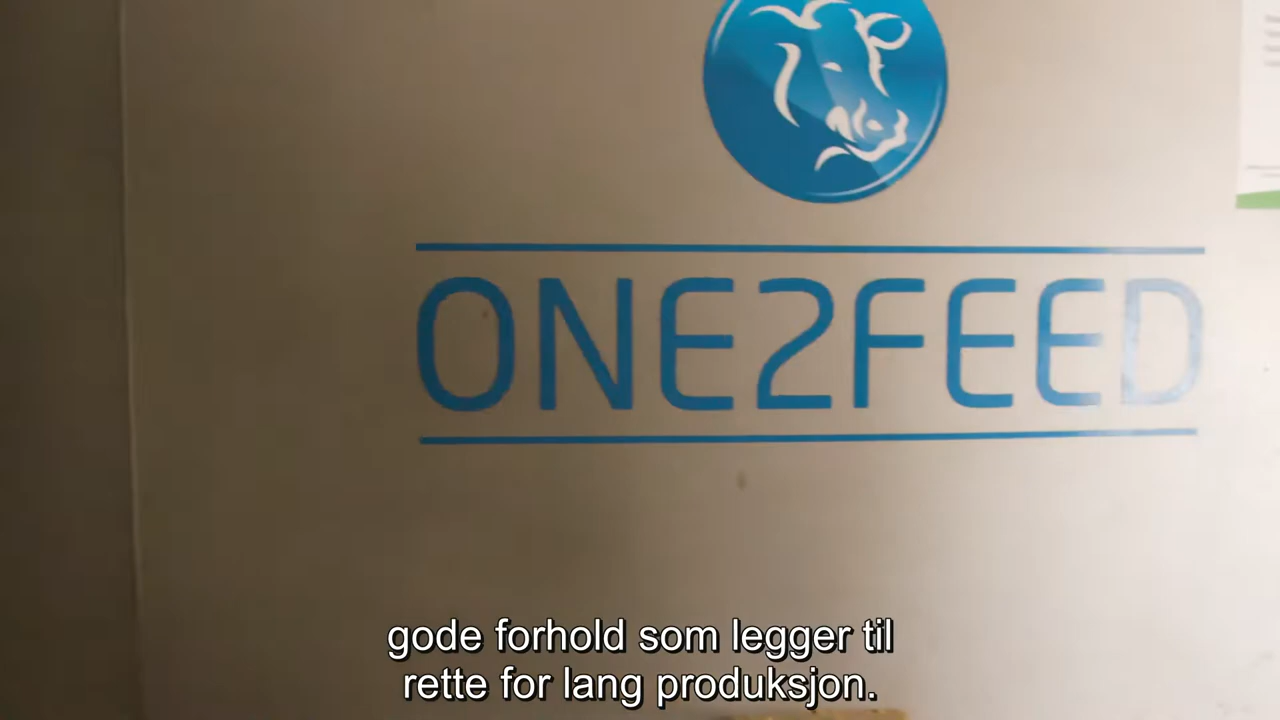 ONE2FEED
gode forhold som legger til
rette for lang produksjon.